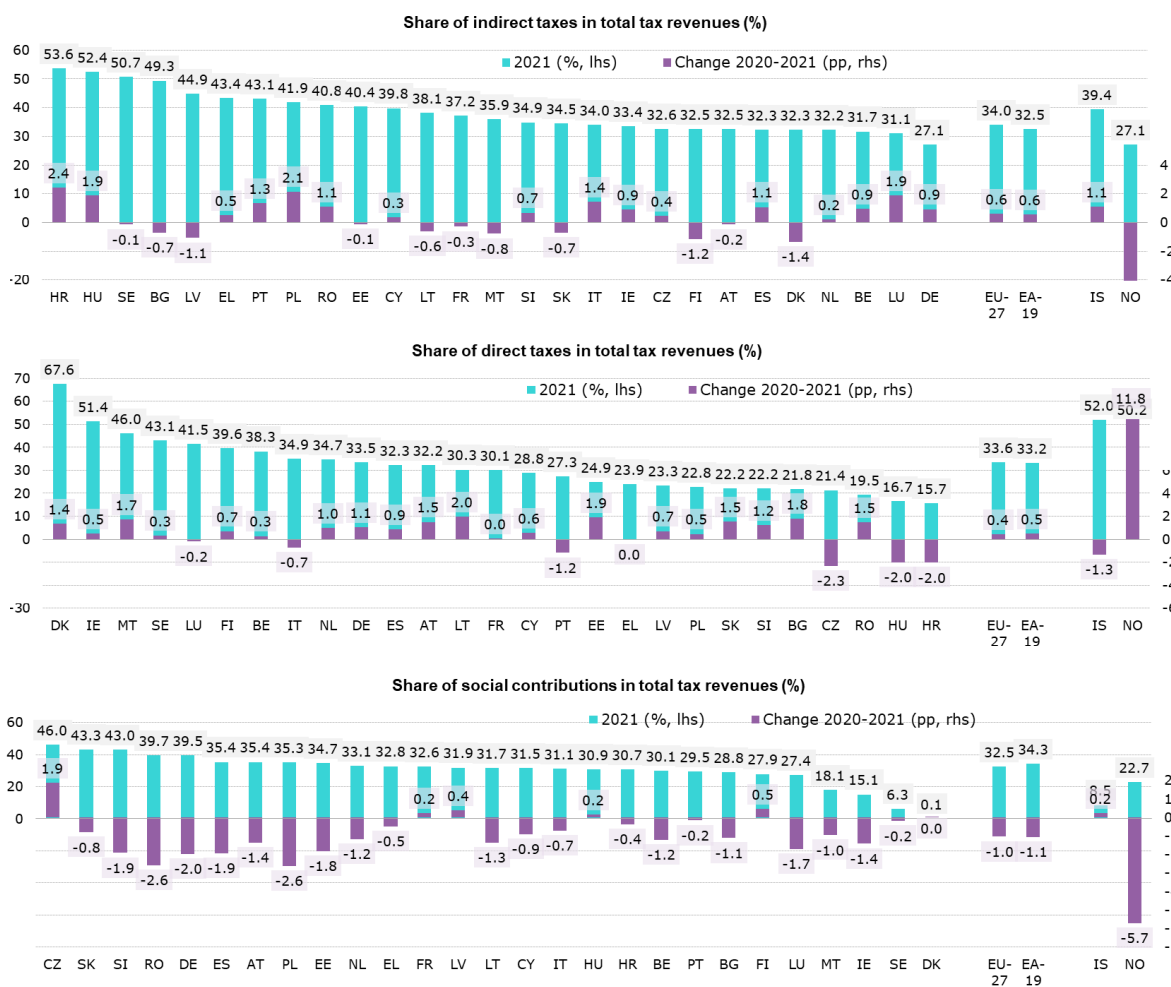 Share of indirect taxes in total tax revenues (%)
2021 (%, lhs) Change 2020-2021 (pp, rhs)
53.6 52.4 50.7 49.3 44.9 43.4 43.1 41.9 40.8 40.4 39.8 38.1 37.2 35.9 34.9 34.5 34.0 33.4 32.6 32.5 32.5 32.3 32.3 32.2 31.7 31.1 27.1 34.0 32.5 39.4 27.1
2.4 1.9 -0.1 -0.7 -1.1 0.5 1.3 2.1 1.1 -0.1 0.3 -0.6 -0.3 -0.8 0.7 -0.7 1.4 0.9 0.4 -1.2 -0.2 1.1 -1.4 0.2 0.9 1.9 0.9 0.6 0.6 1.1
60
50
40
30
20 4
10 2
0 0
-2
-20 -4
HR HU SE BG LV EL PT PL RO EE CY LT FR MT SI SK IT IE CZ FI AT ES DK NL BE LU DE EU- EA- IS NO
27 19
Share of direct taxes in total tax revenues (%)
2021 (%, lhs) Change 2020-2021 (pp, rhs)
67.6 51.4 46.0 43.1 41.5 39.6 38.3 34.9 34.7 33.5 32.3 32.2 30.3 30.1 28.8 27.3 24.9 23.9 23.3 22.8 22.2 22.2 21.8 21.4 19.5 16.7 15.7 33.6 33.2 52.0 50.2
1.4 0.5 1.7 0.3 -0.2 0.7 0.3 -0.7 1.0 1.1 0.9 1.5 2.0 0.0 0.6 -1.2 1.9 0.0 0.7 0.5 1.5 1.2 1.8 -2.3 1.5 -2.0 -2.0 0.4 0.5 -1.3 11.8
70
60
50
40
30
20 4
10 2
0 0
-2
-4
-30 -6
DK IE MT SE LU FI BE IT NL DE ES AT LT FR CY PT EE EL LV PL SK SI BG CZ RO HU HR EU- EA- IS NO
27 19
Share of social contributions in total tax revenues (%)
2021 (%, lhs) Change 2020-2021 (pp, rhs)
46.0 43.3 43.0 39.7 39.5 35.4 35.4 35.3 34.7 33.1 32.8 32.6 31.9 31.7 31.5 31.1 30.9 30.7 30.1 29.5 28.8 27.9 27.4 18.1 15.1 6.3 0.1 32.5 34.3 8.5 22.7
1.9 -0.8 -1.9 -2.6 -2.0 -1.9 -1.4 -2.6 -1.8 -1.2 -0.5 0.2 0.4 -1.3 -0.9 -0.7 0.2 -0.4 -1.2 -0.2 -1.1 0.5 -1.7 -1.0 -1.4 -0.2 0.0 -1.0 -1.1 0.2 -5.7
60
40
20 2
1
0 0
CZ SK SI RO DE ES AT PL EE NL EL FR LV LT CY IT HU HR BE PT BG FI LU MT IE SE DK EU- EA- IS NO
27 19